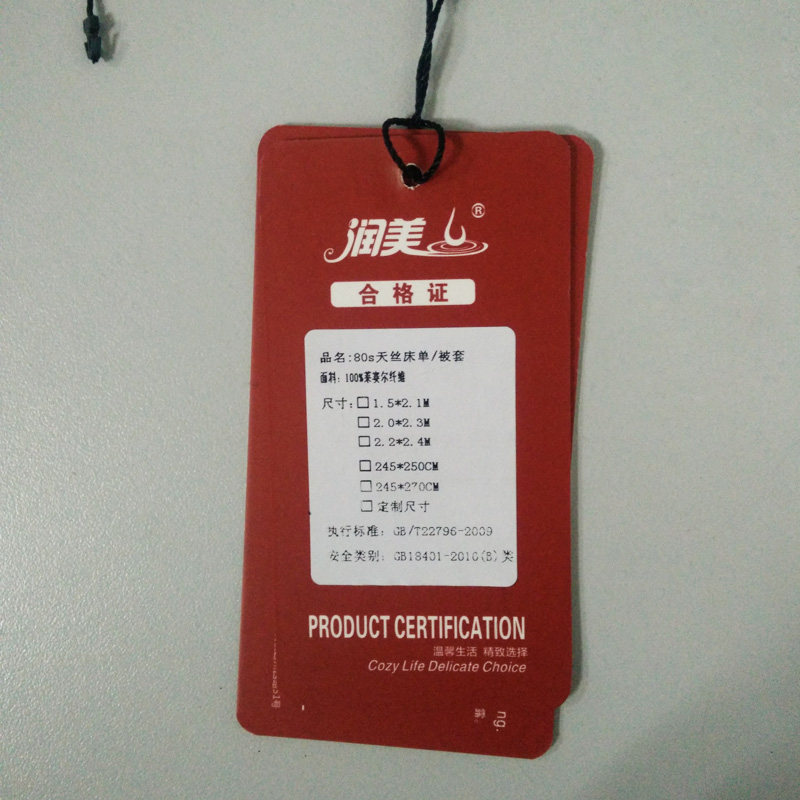 润美®
合格证
品名:80s天丝床单/被套
面料: 100%莱赛尔纤维
尺寸:□1.5*2.1M
□2.0*2.3M
□2.2*2.4M
□245*250CM
□245*270CM
□定制尺寸
执行标准: GB/T22796-2009
安全类别: GB18401-2010(B)类
PRODUCT CERTIFICATION
温馨生活 精致选择
Cozy Life Delicate Choice
ng.